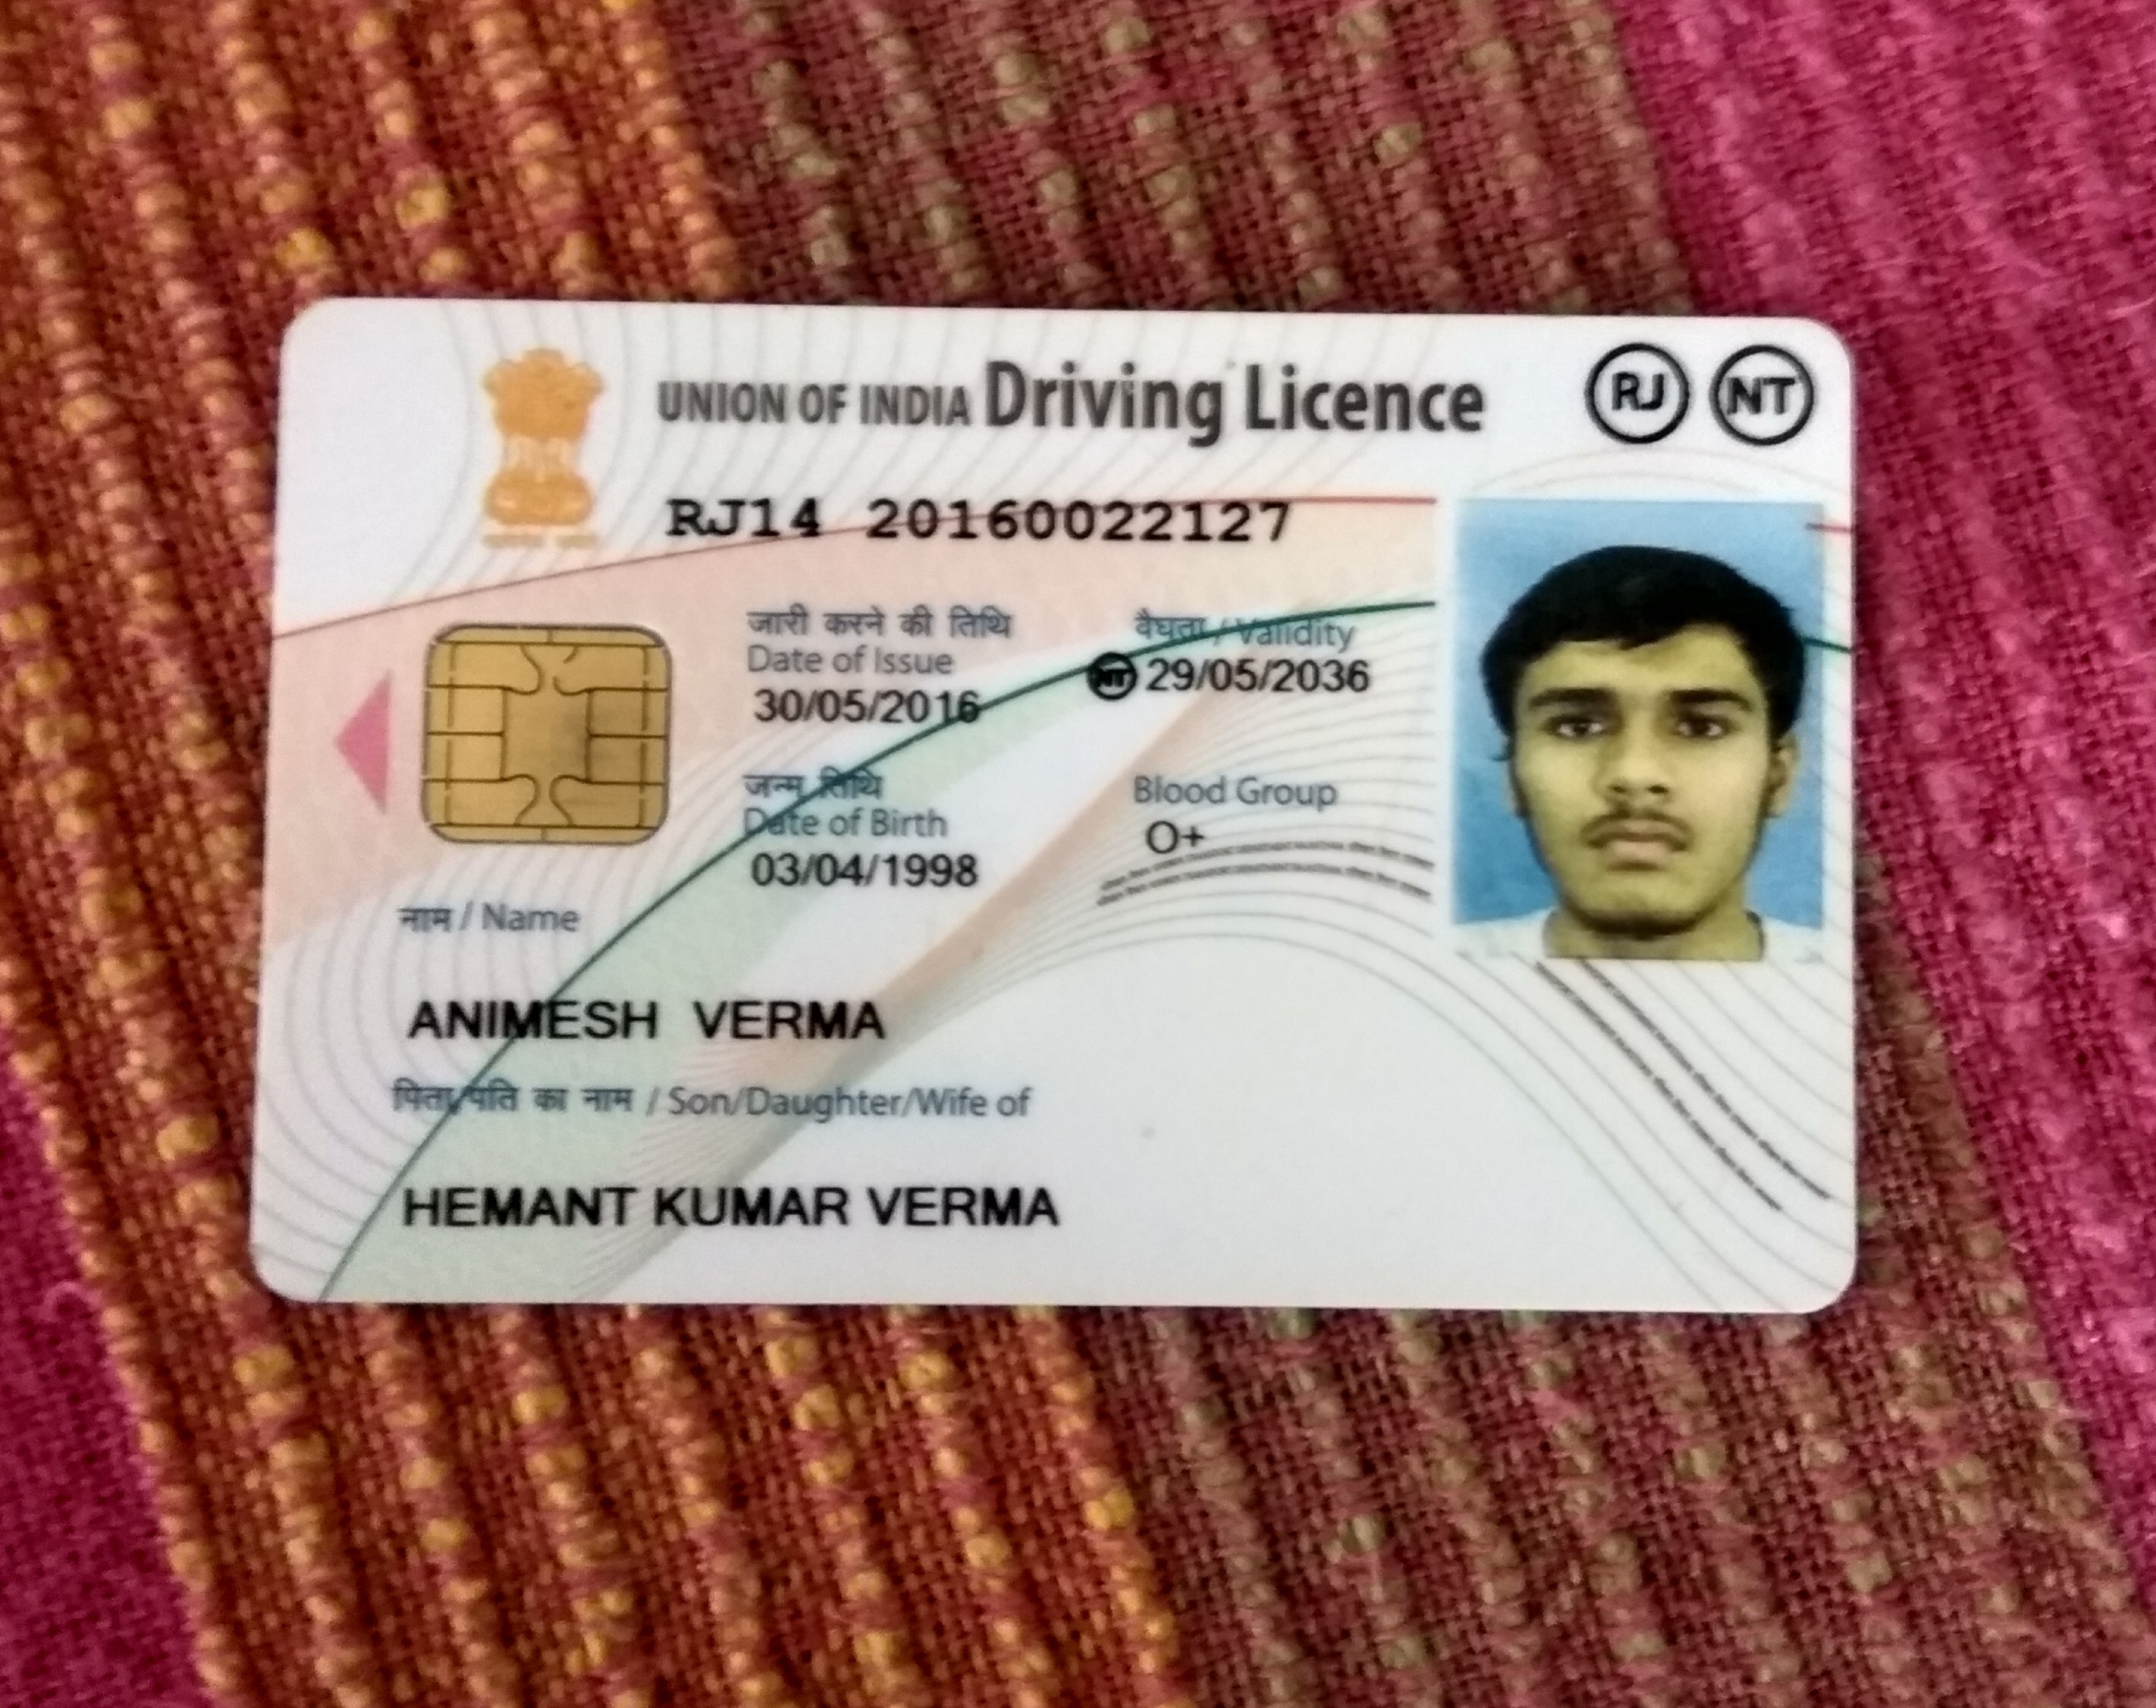 UNION OF INDIA Driving Licence RJ NT
RJ14 20160022127
जारी करने की तिथि
Date of Issue
30/05/2016
वैघता / Validity
NT 29/05/2036
जन्म तिथि
Date of Birth
03/04/1998
Blood Group
O+
नाम / Name
ANIMESH VERMA
पिता/पति का नाम / Son/Daughter/Wife of
HEMANT KUMAR VERMA